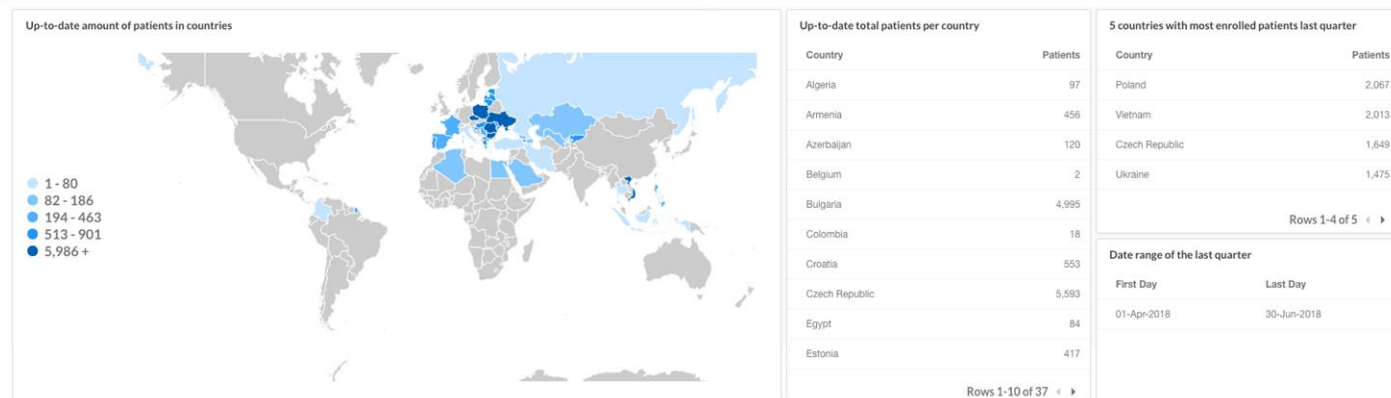 Up-to-date amount of patients in countries
1 - 80
82 - 186
194 - 463
513 - 901
5,986 +
Up-to-date total patients per country
Country Patients
Algeria 97
Armenia 456
Azerbaijan 120
Belgium 2
Bulgaria 4,995
Colombia 18
Croatia 553
Czech Republic 5,593
Egypt 84
Estonia 417
Rows 1-10 of 37
5 countries with most enrolled patients last quarter
Country Patients
Poland 2,067
Vietnam 2,013
Czech Republic 1,649
Ukraine 1,475
Rows 1-4 of 5
Date range of the last quarter
First Day Last Day
01-Apr-2018 30-Jun-2018